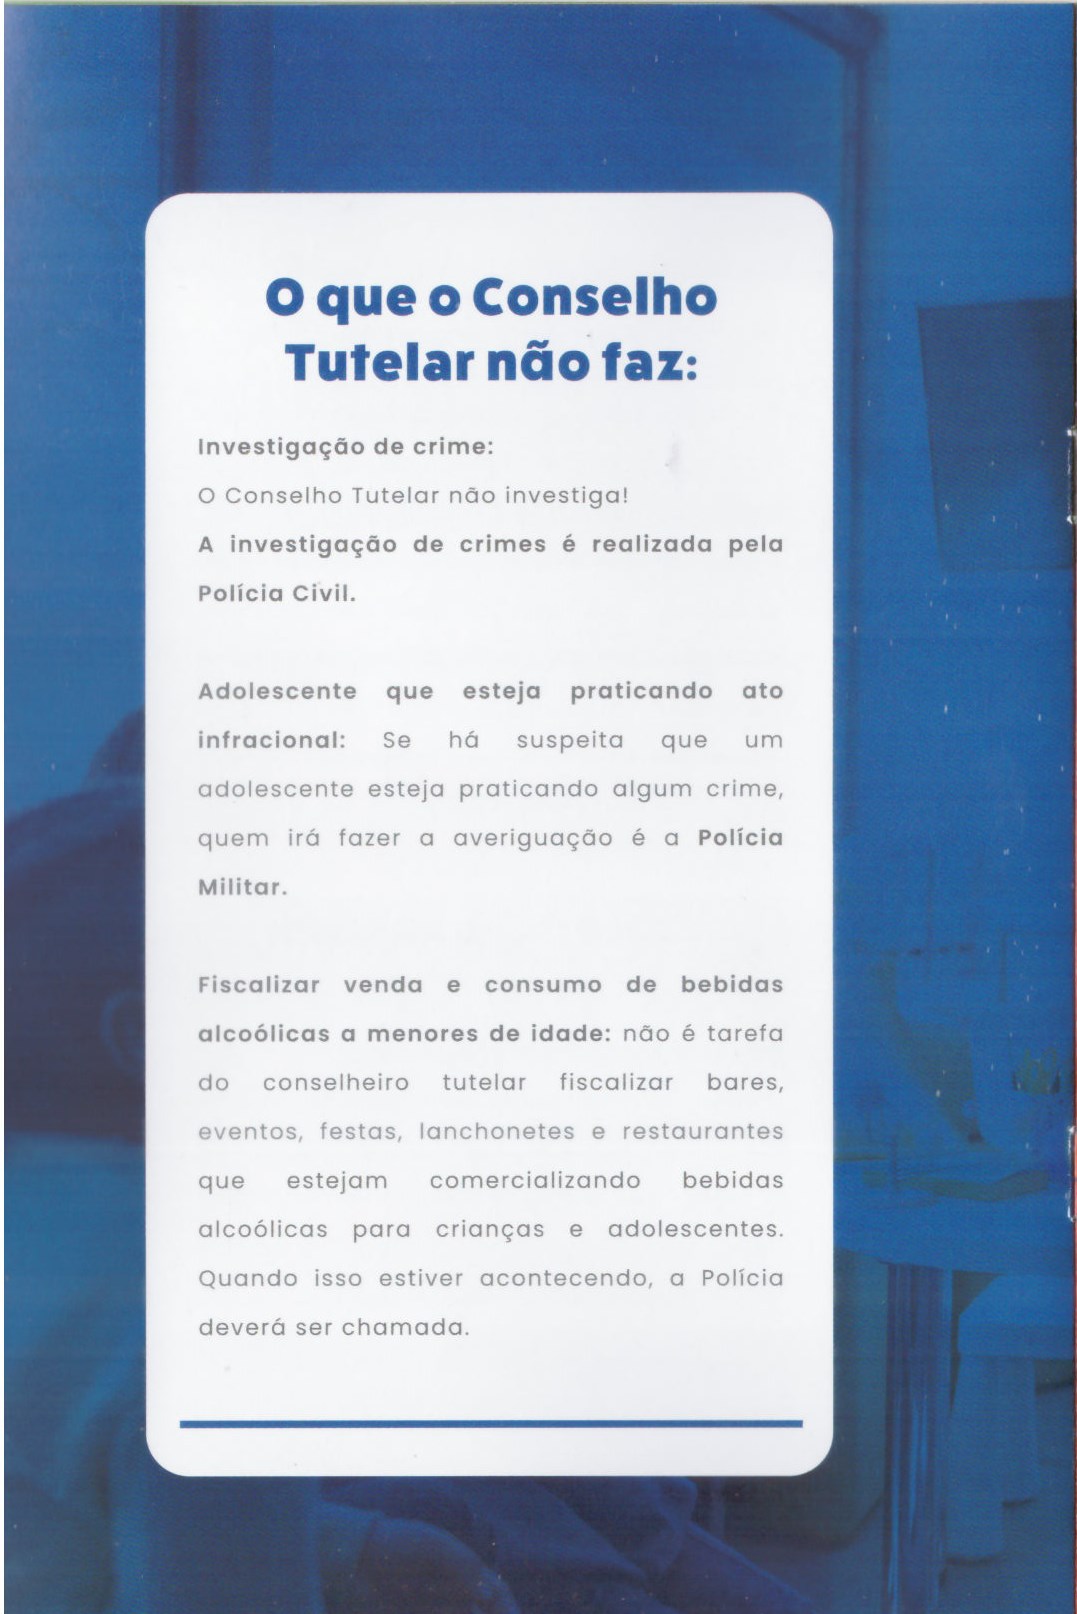 O que o Conselho
Tutelar não faz:
Investigação de crime:
O Conselho Tutelar não investiga!
A investigação de crimes é realizada pela
Polícia Civil.
Adolescente que esteja praticando ato
infracional: Se há suspeita que um
adolescente esteja praticando algum crime,
quem irá fazer a averiguação é a Polícia
Militar.
Fiscalizar venda e consumo de bebidas
alcoólicas a menores de idade: não é tarefa
do conselheiro tutelar fiscalizar bares,
eventos, festas, lanchonetes e restaurantes
que estejam comercializando bebidas
alcoólicas para crianças e adolescentes.
Quando isso estiver acontecendo, a Polícia
deverá ser chamada.